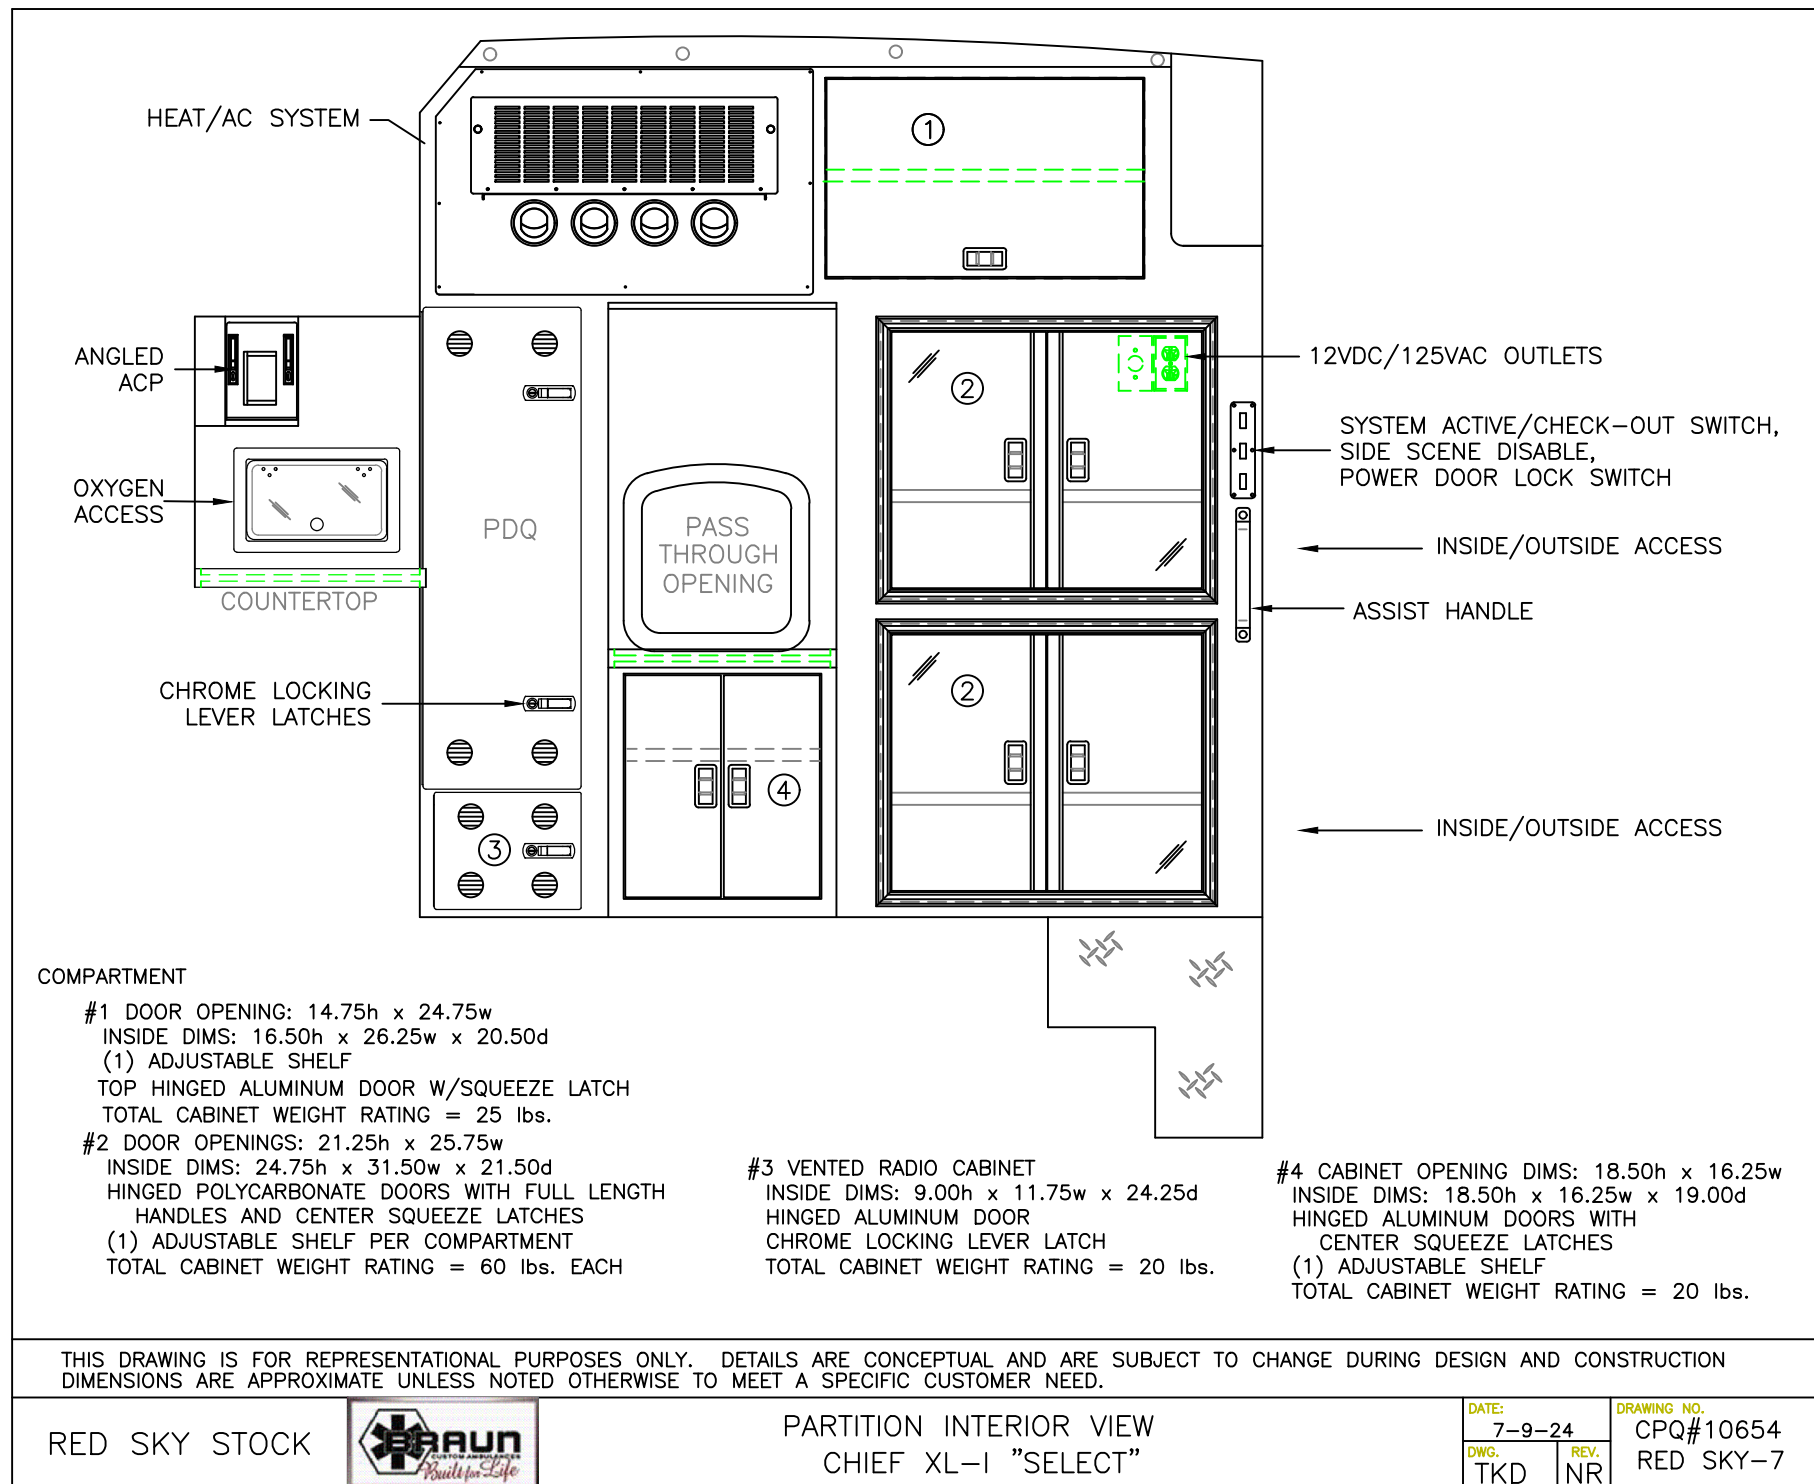 HEAT/AC SYSTEM
1
ANGLED
ACP
2
12VDC/125VAC OUTLETS
SYSTEM ACTIVE/CHECK-OUT SWITCH,
SIDE SCENE DISABLE,
POWER DOOR LOCK SWITCH
OXYGEN
ACCESS
PDQ
PASS
THROUGH
OPENING
INSIDE/OUTSIDE ACCESS
COUNTERTOP
ASSIST HANDLE
CHROME LOCKING
LEVER LATCHES
2
4
3
INSIDE/OUTSIDE ACCESS
COMPARTMENT
#1 DOOR OPENING: 14.75h x 24.75w
INSIDE DIMS: 16.50h x 26.25w x 20.50d
(1) ADJUSTABLE SHELF
TOP HINGED ALUMINUM DOOR W/SQUEEZE LATCH
TOTAL CABINET WEIGHT RATING = 25 lbs.
#2 DOOR OPENINGS: 21.25h x 25.75w
INSIDE DIMS: 24.75h x 31.50w x 21.50d
HINGED POLYCARBONATE DOORS WITH FULL LENGTH
HANDLES AND CENTER SQUEEZE LATCHES
(1) ADJUSTABLE SHELF PER COMPARTMENT
TOTAL CABINET WEIGHT RATING = 60 lbs. EACH
#3 VENTED RADIO CABINET
INSIDE DIMS: 9.00h x 11.75w x 24.25d
HINGED ALUMINUM DOOR
CHROME LOCKING LEVER LATCH
TOTAL CABINET WEIGHT RATING = 20 lbs.
#4 CABINET OPENING DIMS: 18.50h x 16.25w
INSIDE DIMS: 18.50h x 16.25w x 19.00d
HINGED ALUMINUM DOORS WITH
CENTER SQUEEZE LATCHES
(1) ADJUSTABLE SHELF
TOTAL CABINET WEIGHT RATING = 20 lbs.
THIS DRAWING IS FOR REPRESENTATIONAL PURPOSES ONLY. DETAILS ARE CONCEPTUAL AND ARE SUBJECT TO CHANGE DURING DESIGN AND CONSTRUCTION
DIMENSIONS ARE APPROXIMATE UNLESS NOTED OTHERWISE TO MEET A SPECIFIC CUSTOMER NEED.
RED SKY STOCK
BRAUN
CUSTOM AMBULANCES
Built for Life
PARTITION INTERIOR VIEW
CHIEF XL-I "SELECT"
DATE:
7-9-24
DWG.
TKD
REV.
NR
DRAWING NO.
CPQ#10654
RED SKY-7